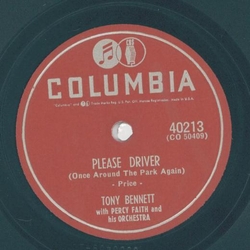 COLUMBIA
40213
(CO 50409)
PLEASE DRIVER
(Once Around The Park Again)
- Prine -
TONY BENNETT
with PERCY FAITH and
his ORCHESTRA